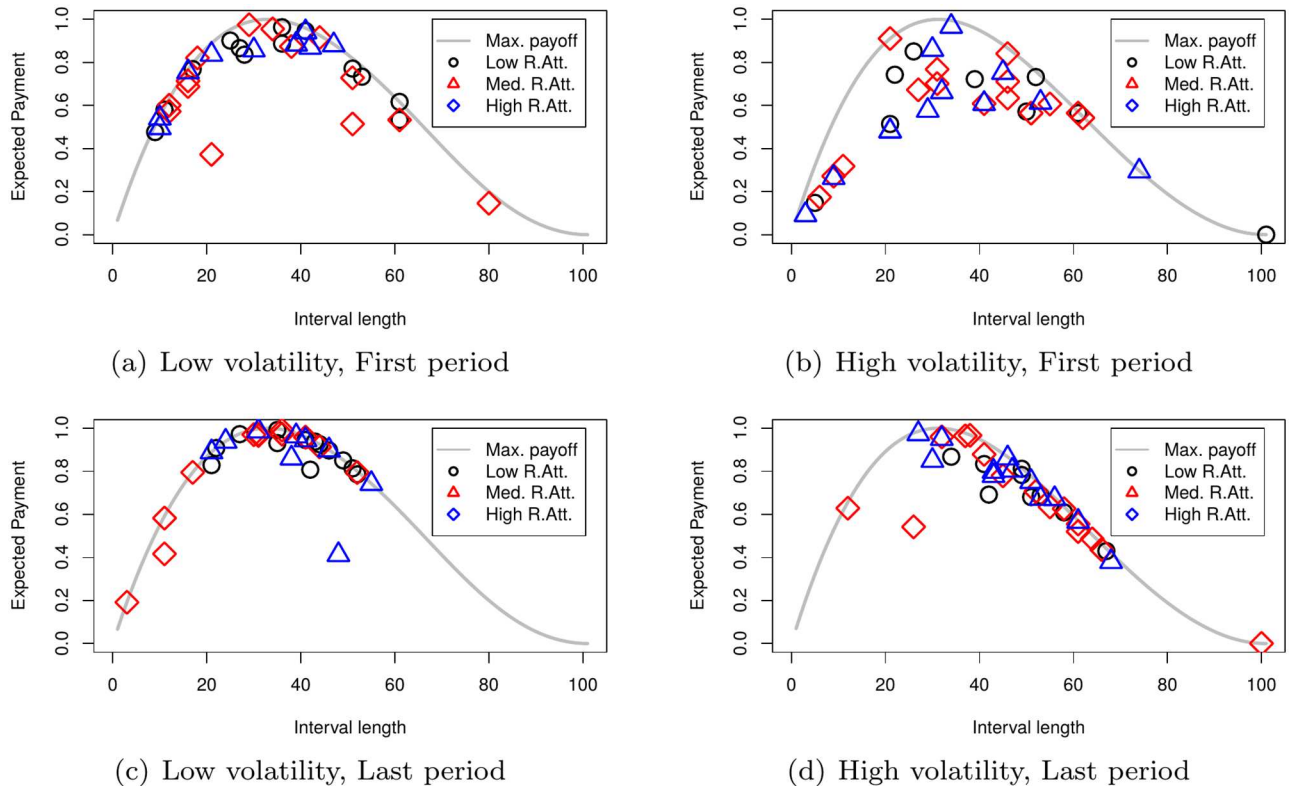 Expected Payment
0.0 0.2 0.4 0.6 0.8 1.0
Max. payoff
Low R.Att.
Med. R.Att.
High R.Att.
0 20 40 60 80 100
Interval length
(a) Low volatility, First period
Expected Payment
0.0 0.2 0.4 0.6 0.8 1.0
Max. payoff
Low R.Att.
Med. R.Att.
High R.Att.
0 20 40 60 80 100
Interval length
(b) High volatility, First period
Expected Payment
0.0 0.2 0.4 0.6 0.8 1.0
Max. payoff
Low R.Att.
Med. R.Att.
High R.Att.
0 20 40 60 80 100
Interval length
(c) Low volatility, Last period
Expected Payment
0.0 0.2 0.4 0.6 0.8 1.0
Max. payoff
Low R.Att.
Med. R.Att.
High R.Att.
0 20 40 60 80 100
Interval length
(d) High volatility, Last period